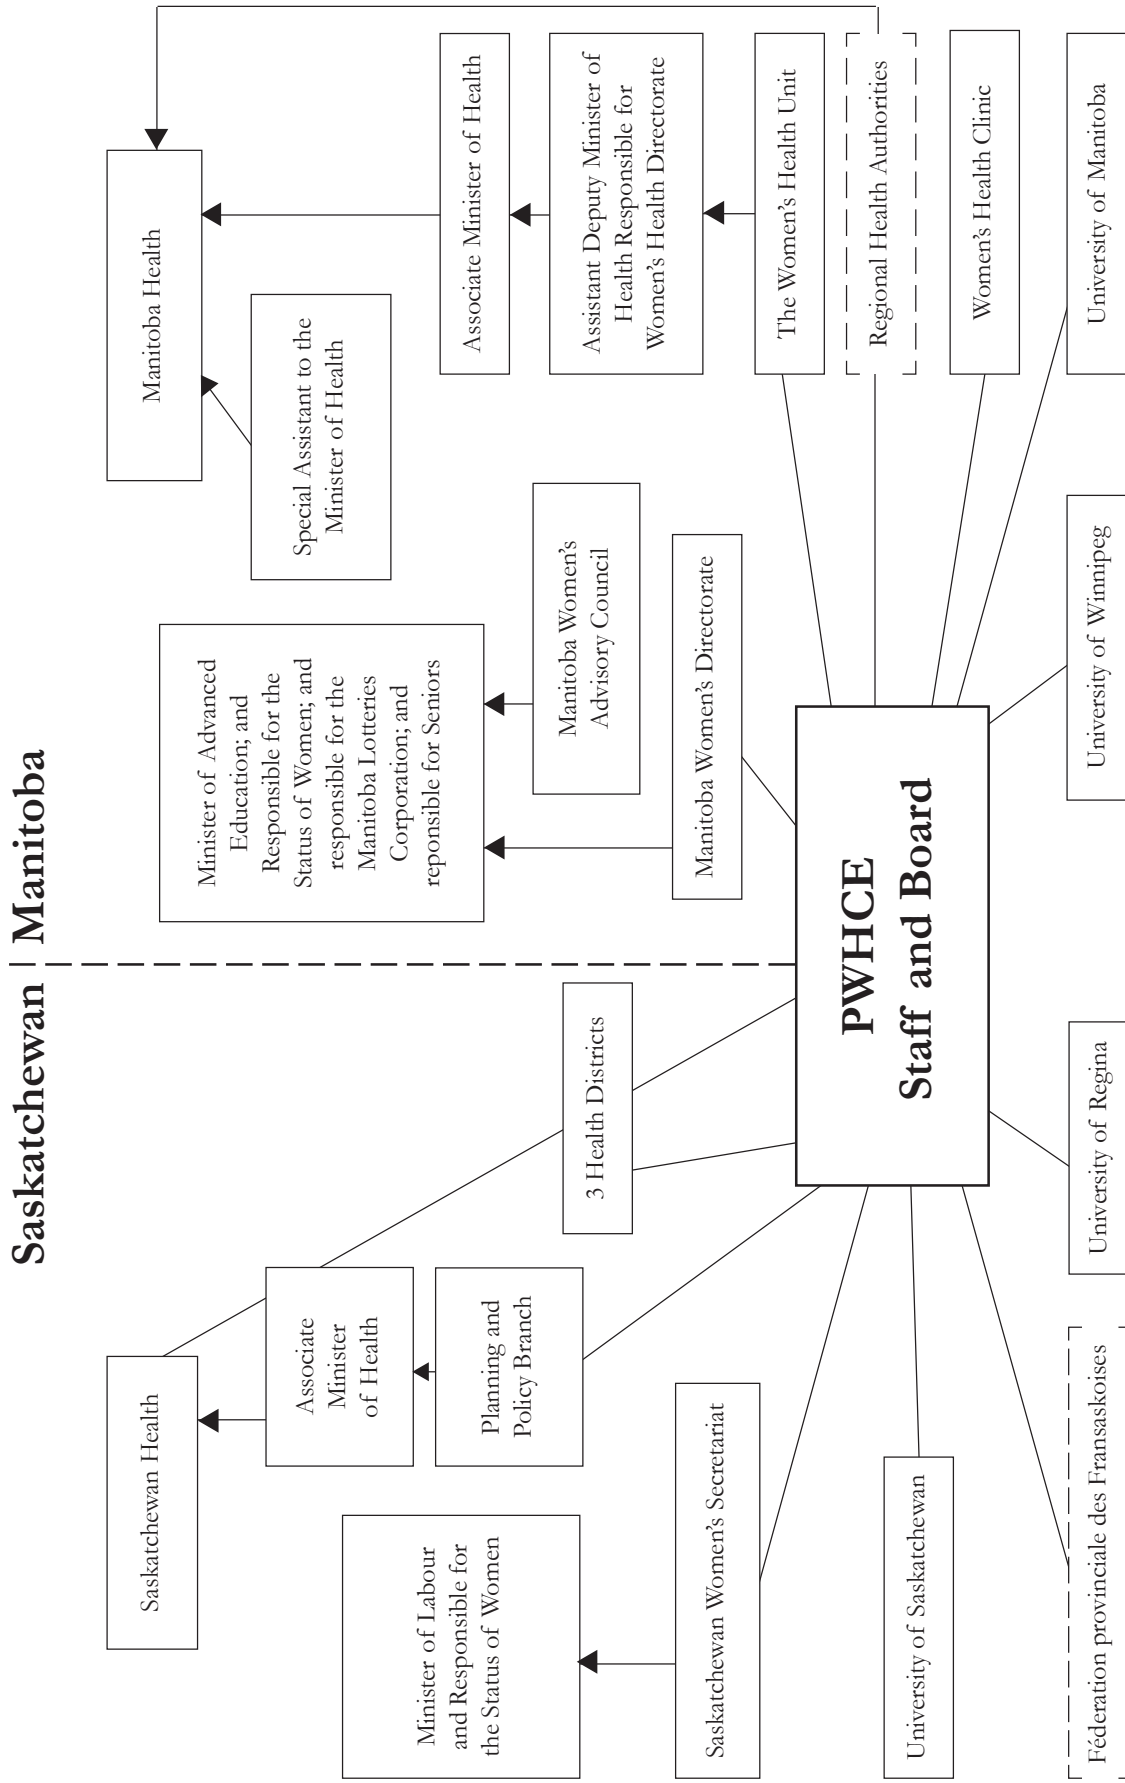 Saskatchewan
Manitoba
Saskatchewan Health
Associate
Minister
of Health
Planning and
Policy Branch
3 Health Districts
Minister of Labour
and Responsible for
the Status of Women
Saskatchewan Women's Secretariat
University of Saskatchewan
Féderation provinciale des Fransaskoises
University of Regina
PWHCE
Staff and Board
Minister of Advanced
Education; and
Responsible for the
Status of Women; and
responsible for the
Manitoba Lotteries
Corporation; and
reponsible for Seniors
Manitoba Women's
Advisory Council
Manitoba Women's Directorate
Manitoba Health
Special Assistant to the
Minister of Health
Associate Minister of Health
Assistant Deputy Minister of
Health Responsible for
Women's Health Directorate
The Women's Health Unit
Regional Health Authorities
Women's Health Clinic
University of Manitoba
University of Winnipeg